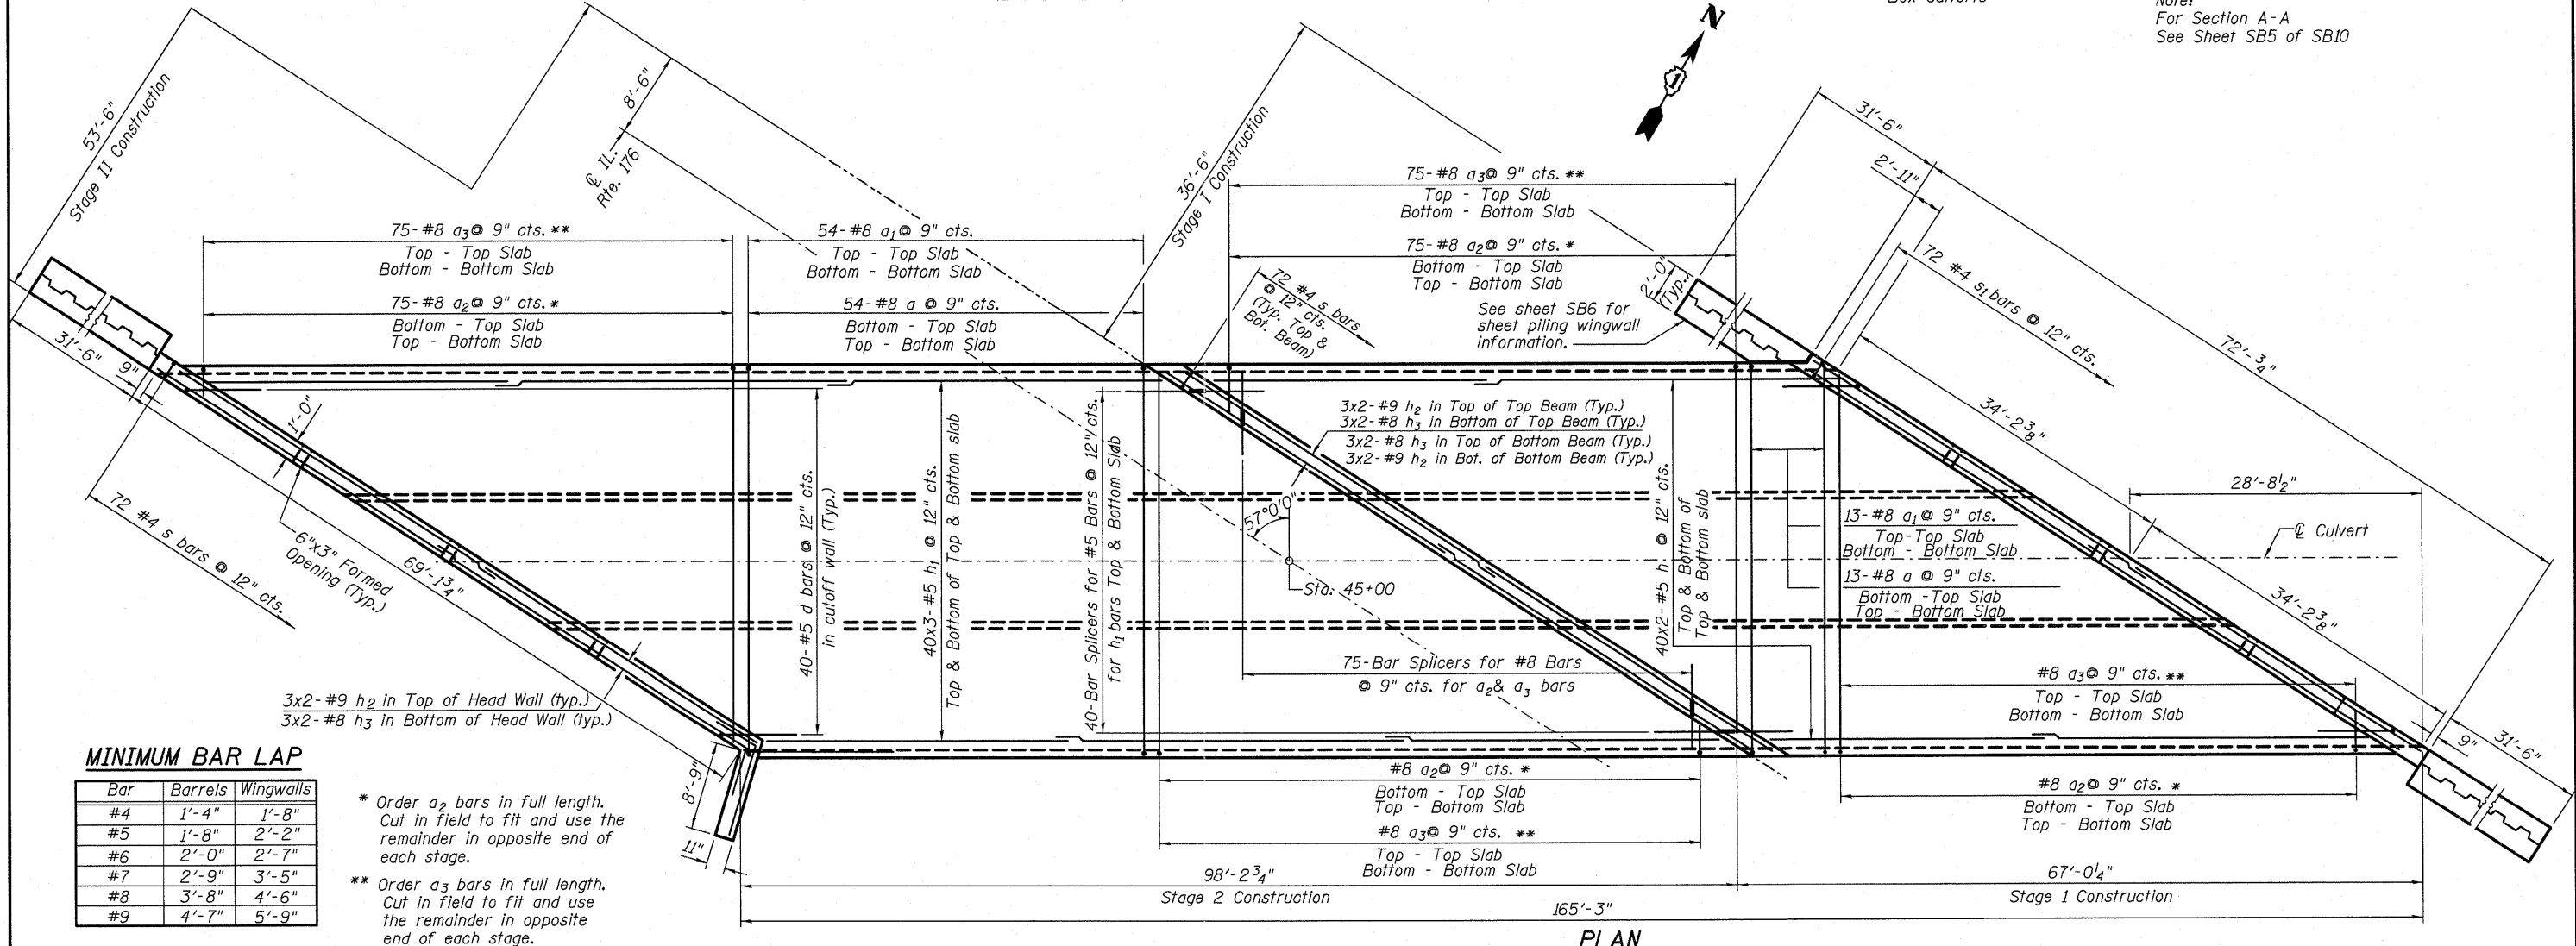 Note:
For Section A-A
See Sheet SB5 of SB10
N
1
53'-6"
Stage II Construction
8'-6"
℄ IL.
Rte. 176
36'-6"
Stage I Construction
31'-6"
2'-11"
72 #4 s1 bars @ 12" cts.
72'-¾"
75-#8 a3@ 9" cts. **
Top - Top Slab
Bottom - Bottom Slab
75-#8 a2@ 9" cts. *
Bottom - Top Slab
Top - Bottom Slab
54-#8 a1@ 9" cts.
Top - Top Slab
Bottom - Bottom Slab
54-#8 a @ 9" cts.
Bottom - Top Slab
Top - Bottom Slab
75-#8 a3@ 9" cts. **
Top - Top Slab
Bottom - Bottom Slab
75-#8 a2@ 9" cts. *
Bottom - Top Slab
Top - Bottom Slab
72 #4 s bars
@ 12" cts.
(Typ. Top &
Bot. Beam)
See sheet SB6 for
sheet piling wingwall
information.
2'-0"
(Typ.)
31'-6"
9"
1'-0"
72 #4 s bars @ 12" cts.
6"x3" Formed
Opening (Typ.)
69'-1¾"
40-#5 d bars @ 12" cts.
in cutoff wall (Typ.)
40x3-#5 h1 @ 12" cts.
Top & Bottom of Top & Bottom slab
40-Bar Splicers for #5 Bars @ 12" cts.
for h1 bars Top & Bottom Slab
3x2-#9 h2 in Top of Top Beam (Typ.)
3x2-#8 h3 in Bottom of Top Beam (Typ.)
3x2-#8 h3 in Top of Bottom Beam (Typ.)
3x2-#9 h2 in Bot. of Bottom Beam (Typ.)
57°0'0"
Sta. 45+00
40x2-#5 h @ 12" cts.
Top & Bottom of
Top & Bottom slab
13-#8 a1@ 9" cts.
Top-Top Slab
Bottom - Bottom Slab
13-#8 a @ 9" cts.
Bottom -Top Slab
Top - Bottom Slab
34'-2⅜"
28'-8½"
℄ Culvert
34'-2⅜"
75-Bar Splicers for #8 Bars
@ 9" cts. for a2& a3 bars
#8 a3@ 9" cts. **
Top - Top Slab
Bottom - Bottom Slab
9"
31'-6"
3x2-#9 h2 in Top of Head Wall (typ.)
3x2-#8 h3 in Bottom of Head Wall (typ.)
8'-9"
11"
#8 a2@ 9" cts. *
Bottom - Top Slab
Top - Bottom Slab
#8 a3@ 9" cts. **
Top - Top Slab
Bottom - Bottom Slab
#8 a2@ 9" cts. *
Bottom - Top Slab
Top - Bottom Slab
MINIMUM BAR LAP
Bar Barrels Wingwalls
#4 1'-4" 1'-8"
#5 1'-8" 2'-2"
#6 2'-0" 2'-7"
#7 2'-9" 3'-5"
#8 3'-8" 4'-6"
#9 4'-7" 5'-9"
* Order a2 bars in full length.
Cut in field to fit and use the
remainder in opposite end of
each stage.
** Order a3 bars in full length.
Cut in field to fit and use
the remainder in opposite
end of each stage.
98'-2¾"
Stage 2 Construction
67'-0¼"
Stage 1 Construction
165'-3"
PLAN